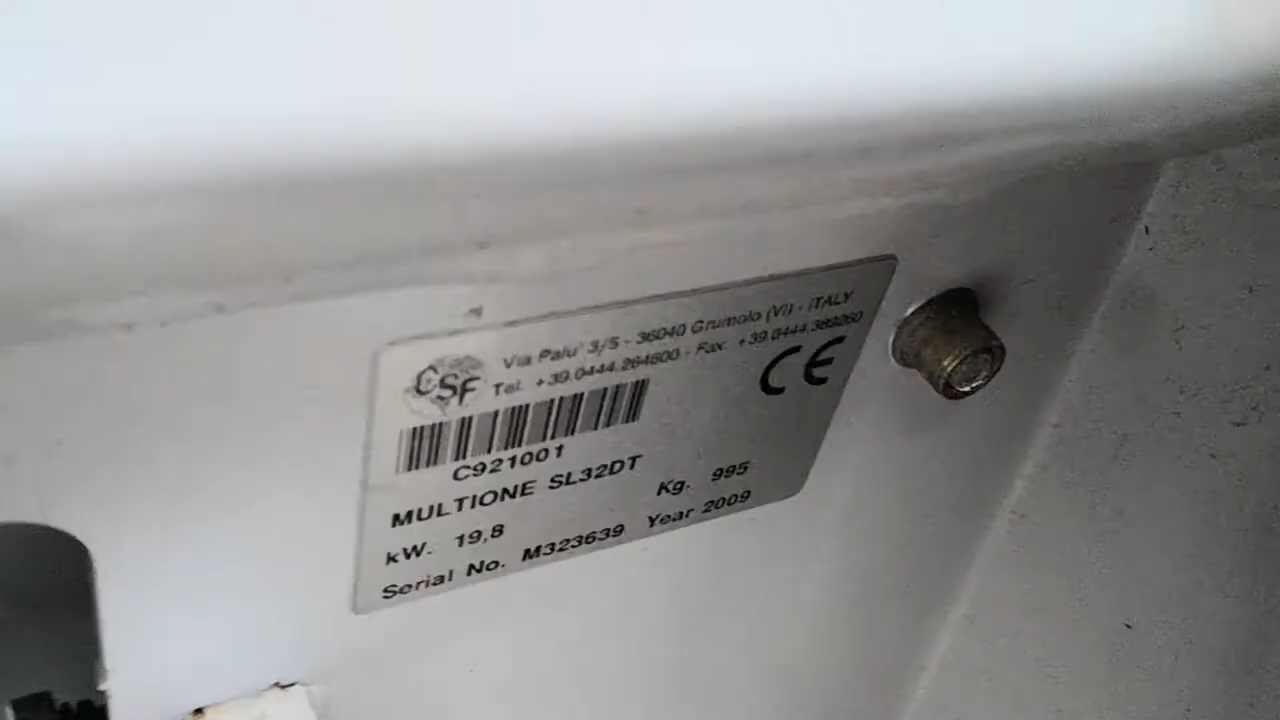 CSF
Via Palu' 3/5 - 36040 Grumolo (VI) - ITALY
Tel. +39.0444.264600 - Fax. +39.0444.389260
CE
C921001
MULTIONE SL32DT
kW. 19,8 Kg. 995
Serial No. M323639 Year 2009